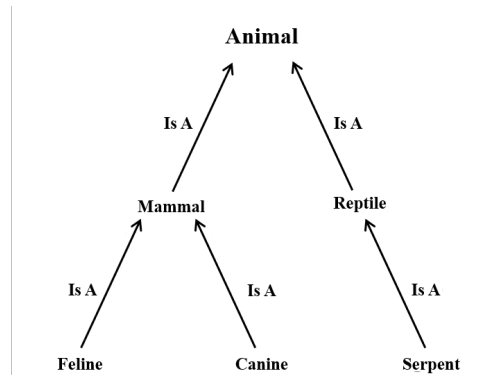 Animal
Is A
Is A
Mammal
Reptile
Is A
Is A
Is A
Feline
Canine
Serpent